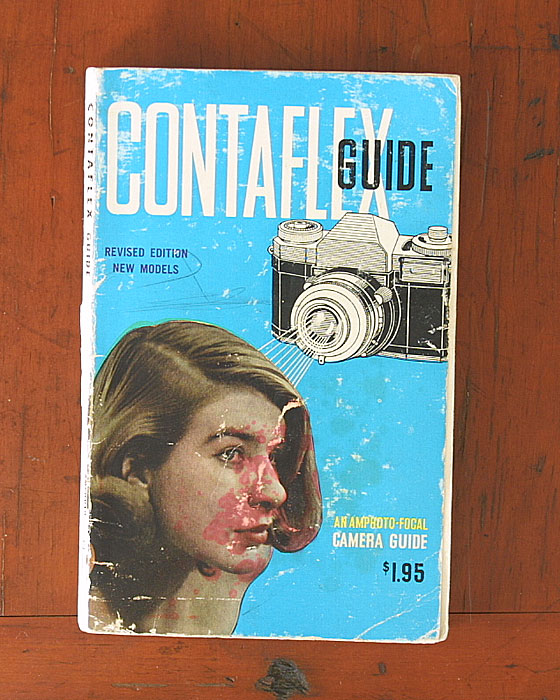 CONTAFLEX GUIDE
CONTAFLEX
GUIDE
REVISED EDITION
NEW MODELS
AN AMPHOTO-FOCAL
CAMERA GUIDE
$1.95